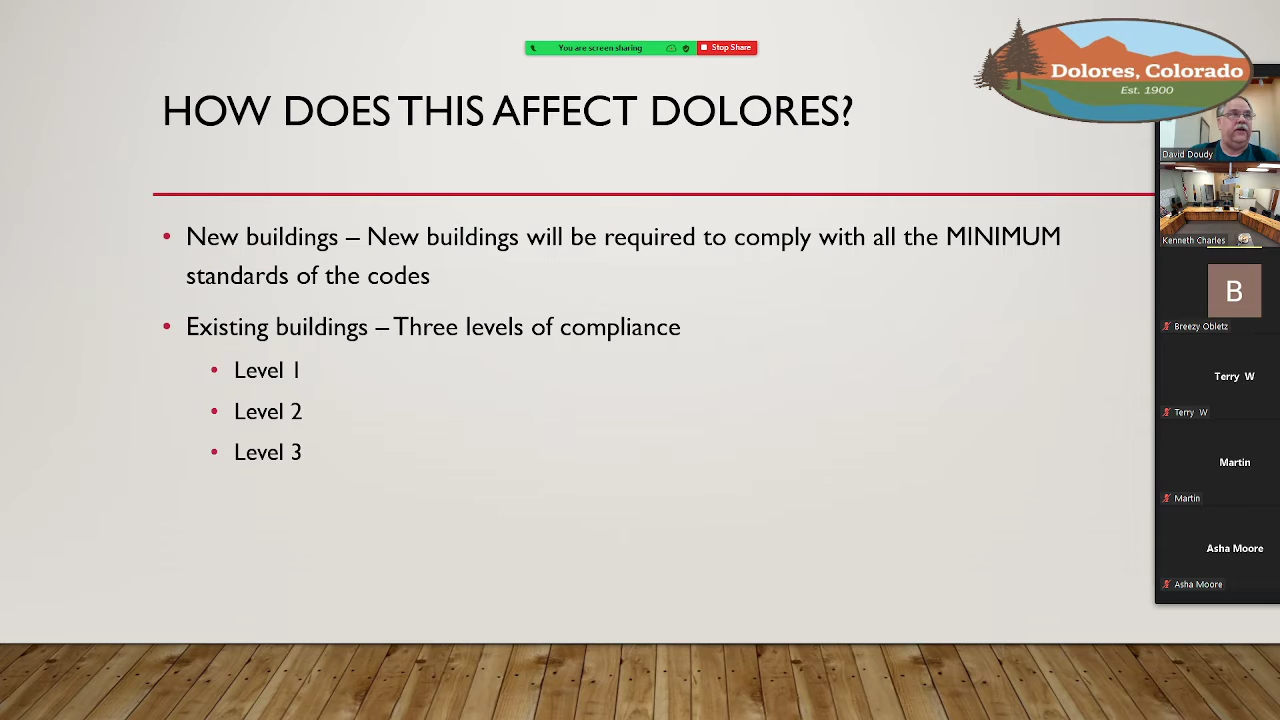 You are screen sharing
Stop Share
Dolores, Colorado
Est. 1900
HOW DOES THIS AFFECT DOLORES?
• New buildings – New buildings will be required to comply with all the MINIMUM
standards of the codes
• Existing buildings – Three levels of compliance
• Level 1
• Level 2
• Level 3
David Doudy
Kenneth Charles
B
Breezy Obletz
Terry W
Terry W
Martin
Martin
Asha Moore
Asha Moore